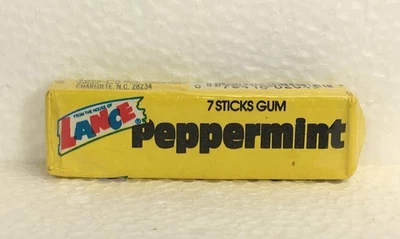 CHARLOTTE, N.C. 28234
7 STICKS GUM
FROM THE HOUSE OF
LANCE
Peppermint